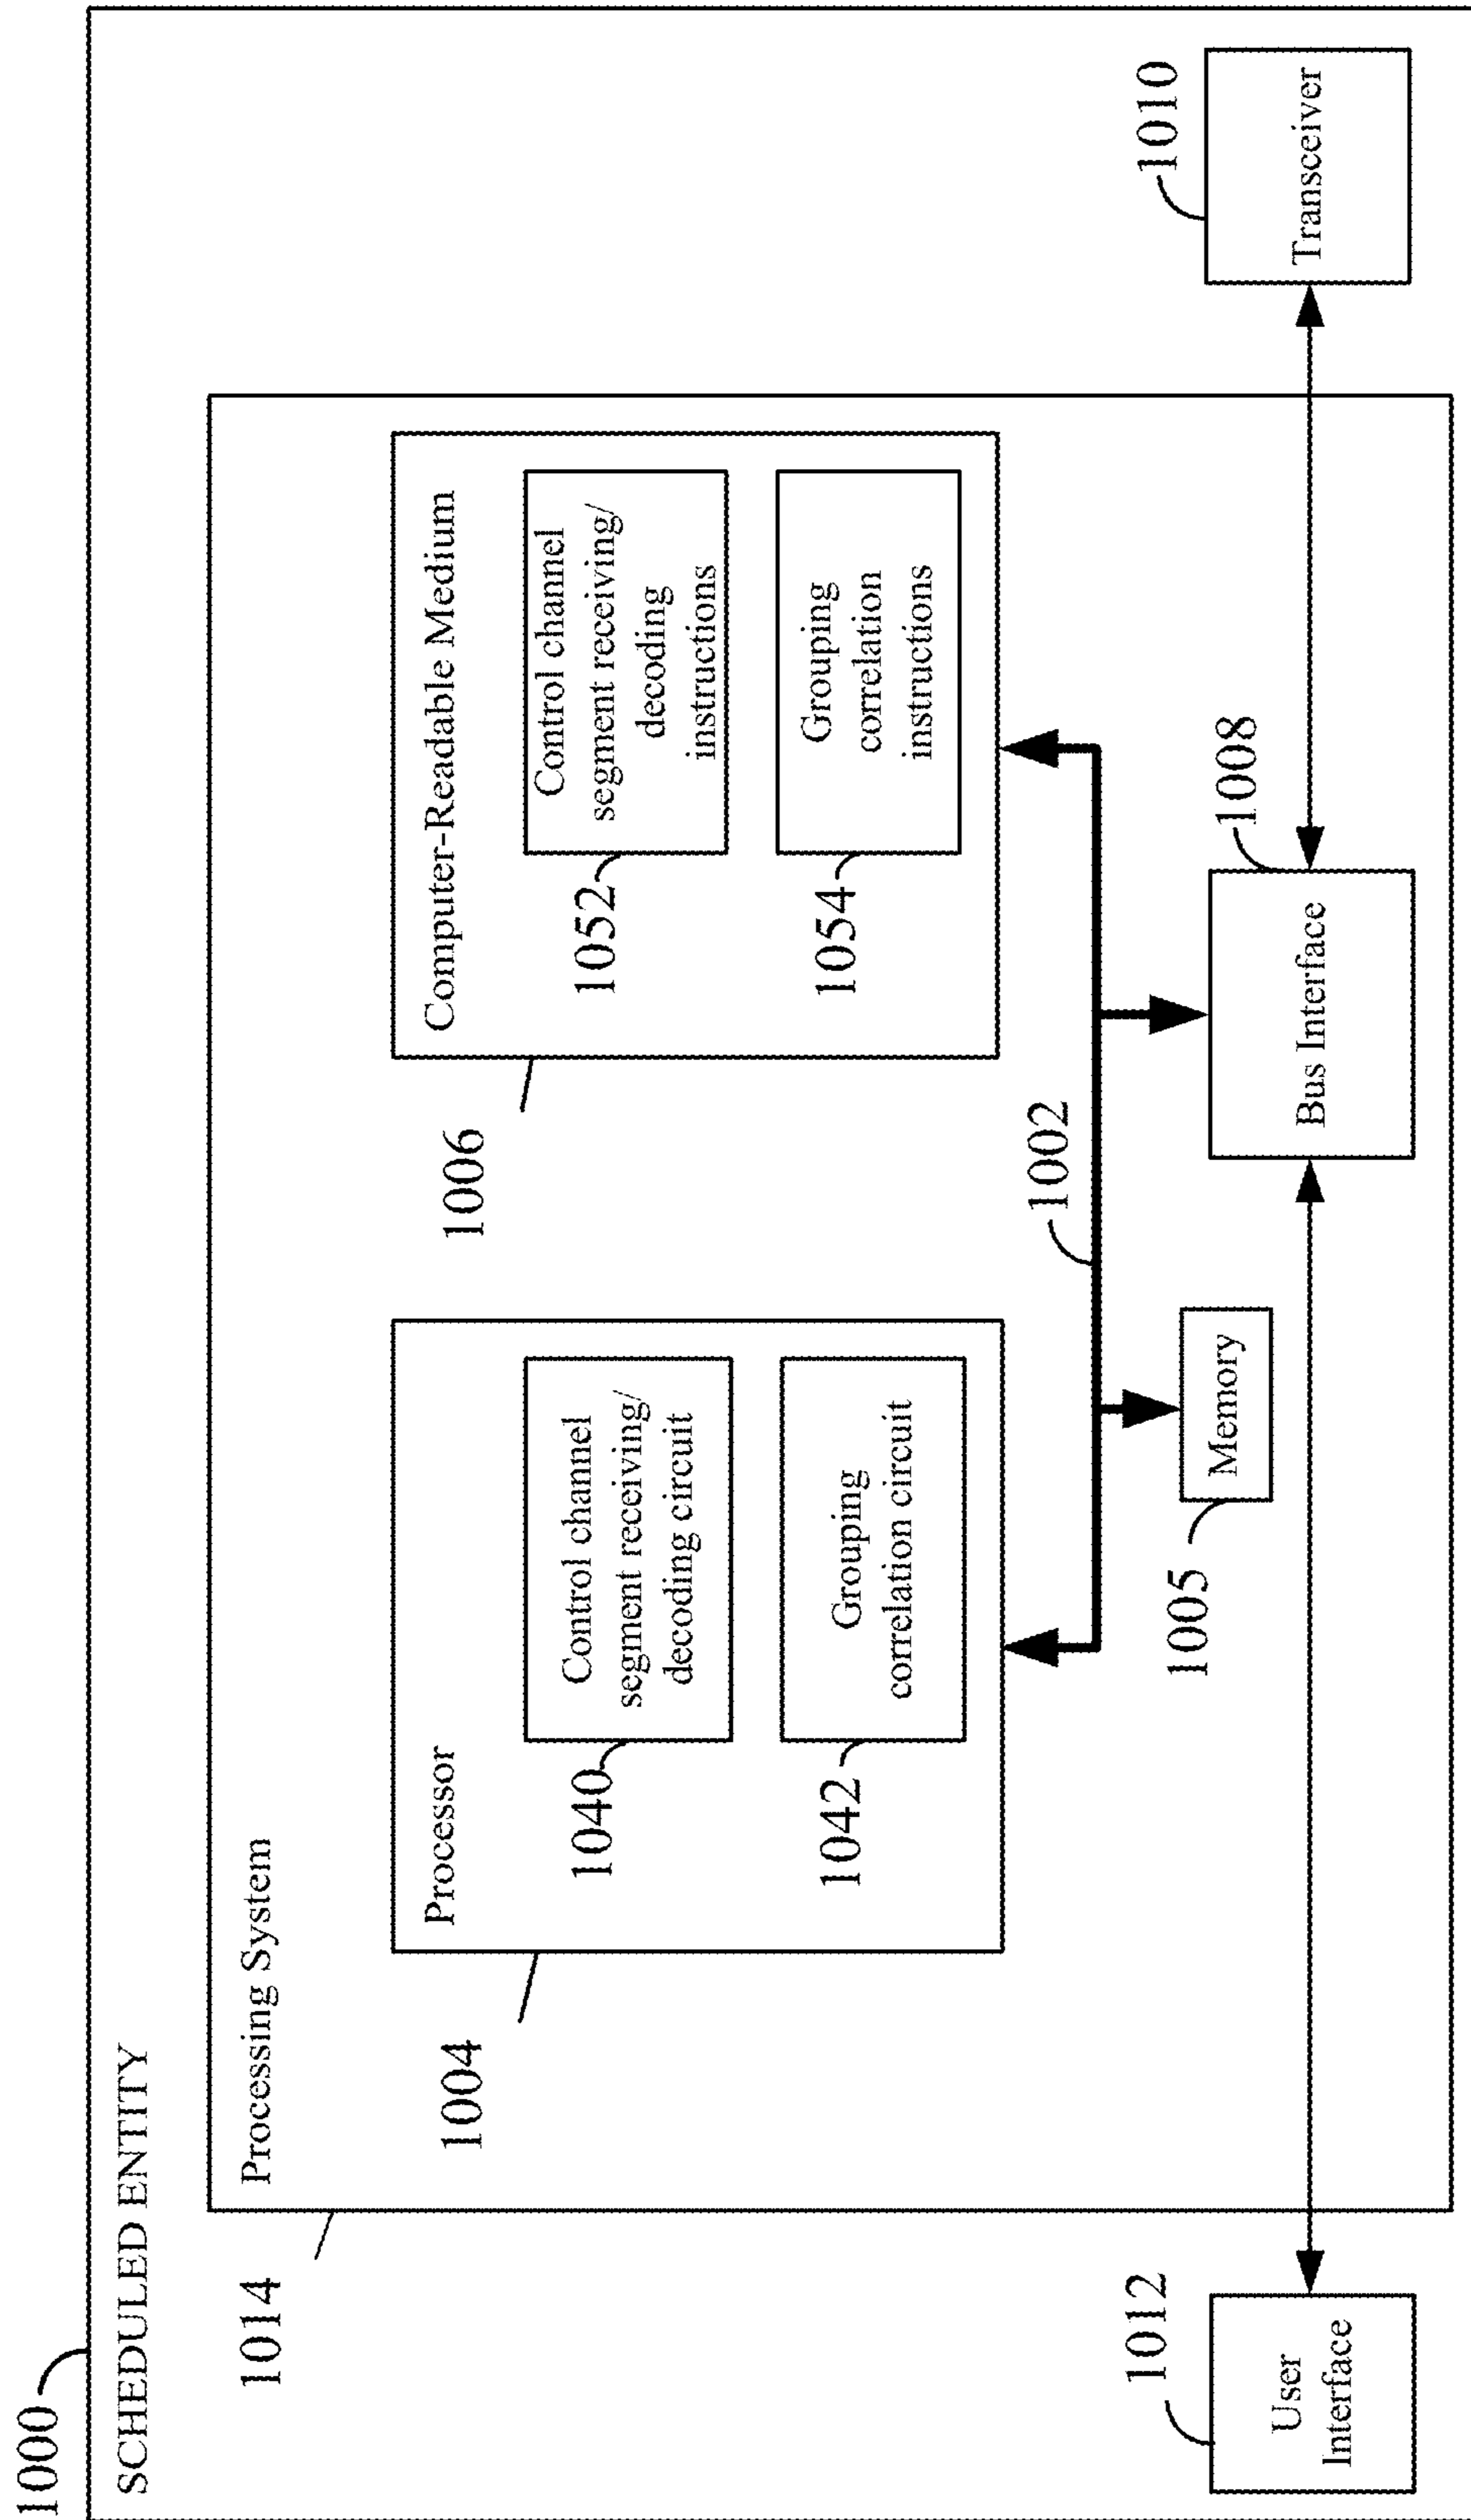 1000
SCHEDULED ENTITY
1014
Processing System
1004
Processor
1040
Control channel
segment receiving/
decoding circuit
1042
Grouping
correlation circuit
1006
Computer-Readable Medium
1052
Control channel
segment receiving/
decoding
instructions
1054
Grouping
correlation
instructions
1002
1005
Memory
1008
Bus Interface
1012
User
Interface
1010
Transceiver